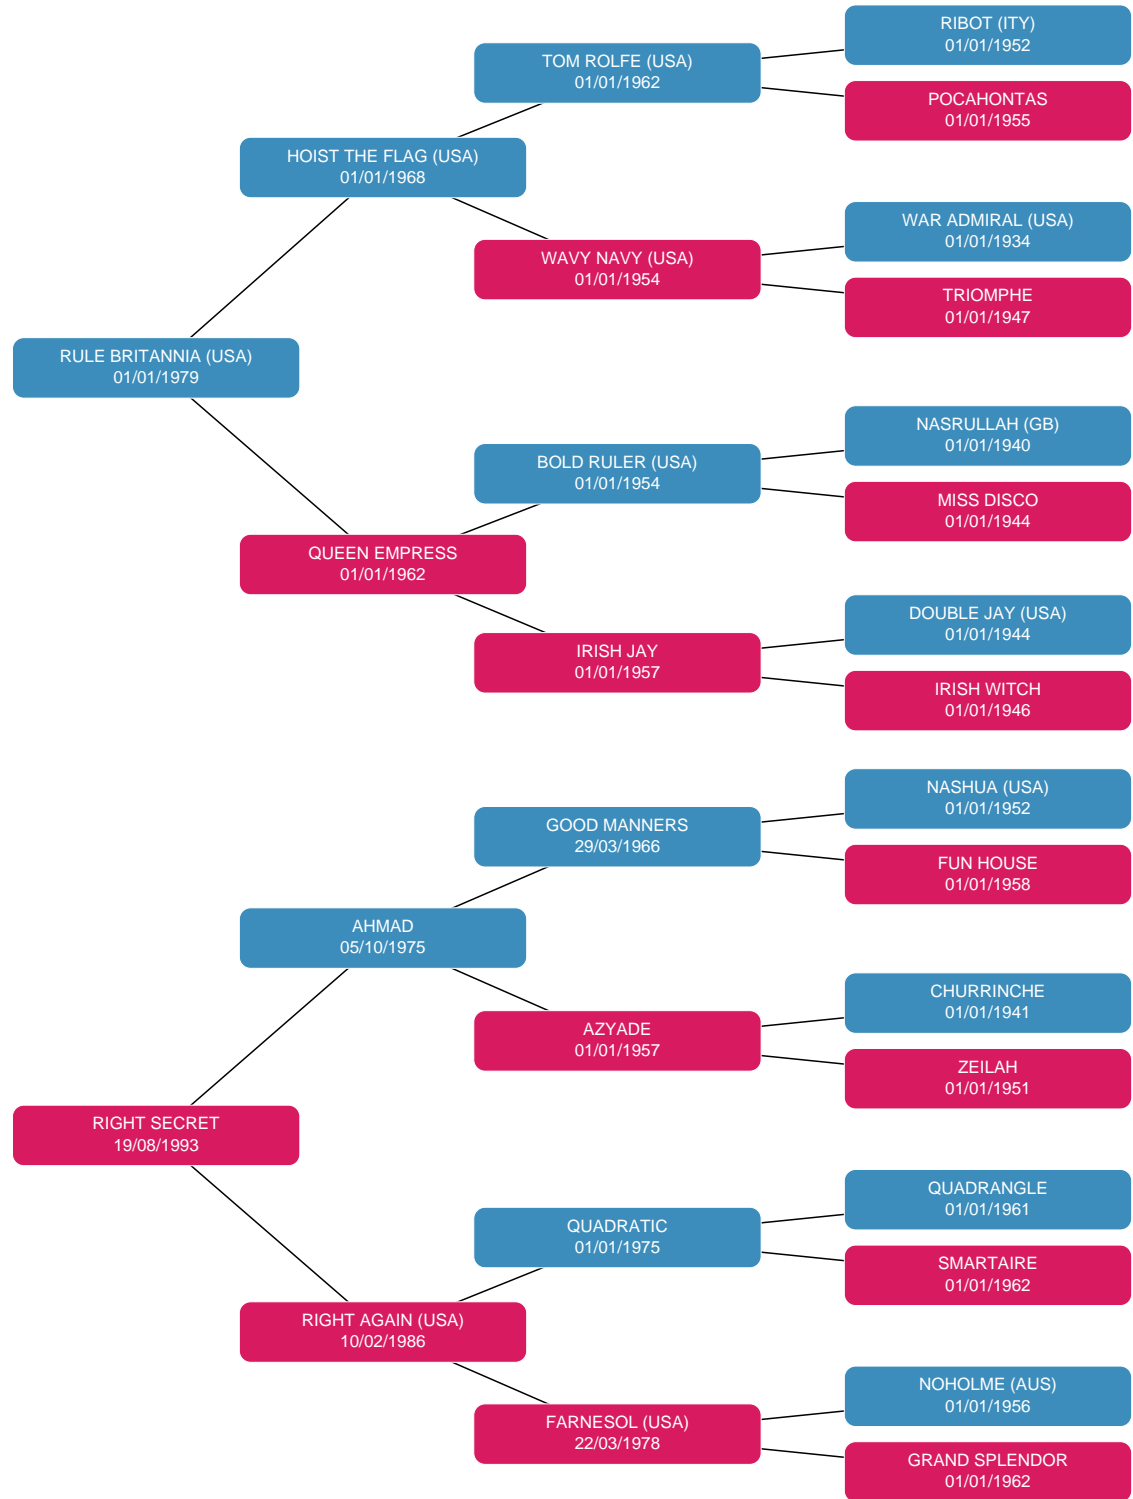 RIBOT (ITY)
01/01/1952
TOM ROLFE (USA)
01/01/1962
POCAHONTAS
01/01/1955
HOIST THE FLAG (USA)
01/01/1968
WAR ADMIRAL (USA)
01/01/1934
WAVY NAVY (USA)
01/01/1954
TRIOMPHE
01/01/1947
RULE BRITANNIA (USA)
01/01/1979
NASRULLAH (GB)
01/01/1940
BOLD RULER (USA)
01/01/1954
MISS DISCO
01/01/1944
QUEEN EMPRESS
01/01/1962
DOUBLE JAY (USA)
01/01/1944
IRISH JAY
01/01/1957
IRISH WITCH
01/01/1946
NASHUA (USA)
01/01/1952
GOOD MANNERS
29/03/1966
FUN HOUSE
01/01/1958
AHMAD
05/10/1975
CHURRINCHE
01/01/1941
AZYADE
01/01/1957
ZEILAH
01/01/1951
RIGHT SECRET
19/08/1993
QUADRANGLE
01/01/1961
QUADRATIC
01/01/1975
SMARTAIRE
01/01/1962
RIGHT AGAIN (USA)
10/02/1986
NOHOLME (AUS)
01/01/1956
FARNESOL (USA)
22/03/1978
GRAND SPLENDOR
01/01/1962